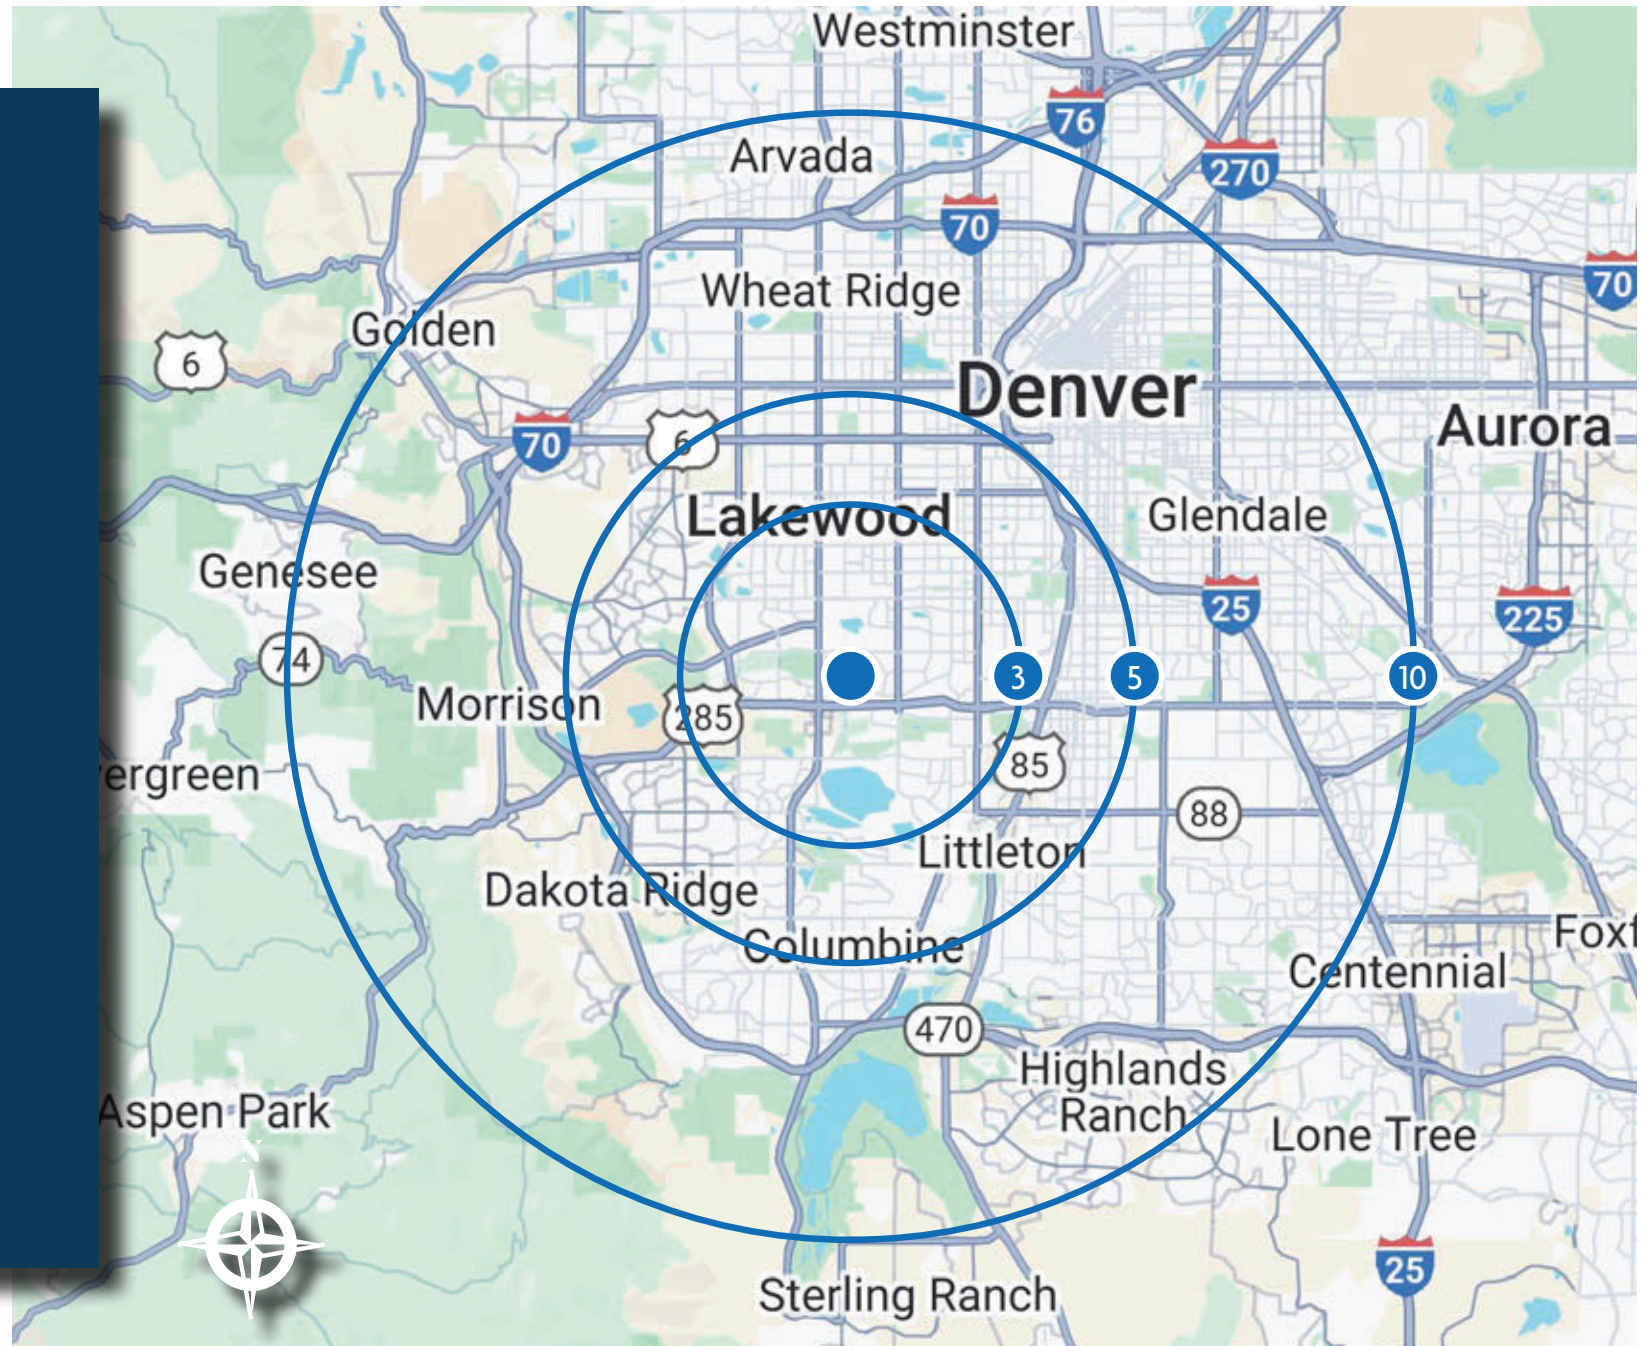 Westminster
76
Arvada
270
70
70
Wheat Ridge
Golden
6
Denver
Aurora
70
6
Lakewood
Glendale
Genesee
25
225
74
3
5
10
Morrison
285
85
vergreen
88
Littleton
Dakota Ridge
Columbine
Foxf
Centennial
470
Highlands
Ranch
Aspen Park
Lone Tree
N
25
Sterling Ranch